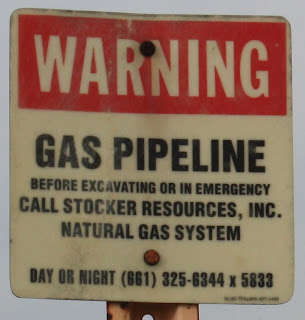 WARNING
GAS PIPELINE
BEFORE EXCAVATING OR IN EMERGENCY
CALL STOCKER RESOURCES, INC.
NATURAL GAS SYSTEM
DAY OR NIGHT (661) 325-6344 x 5833